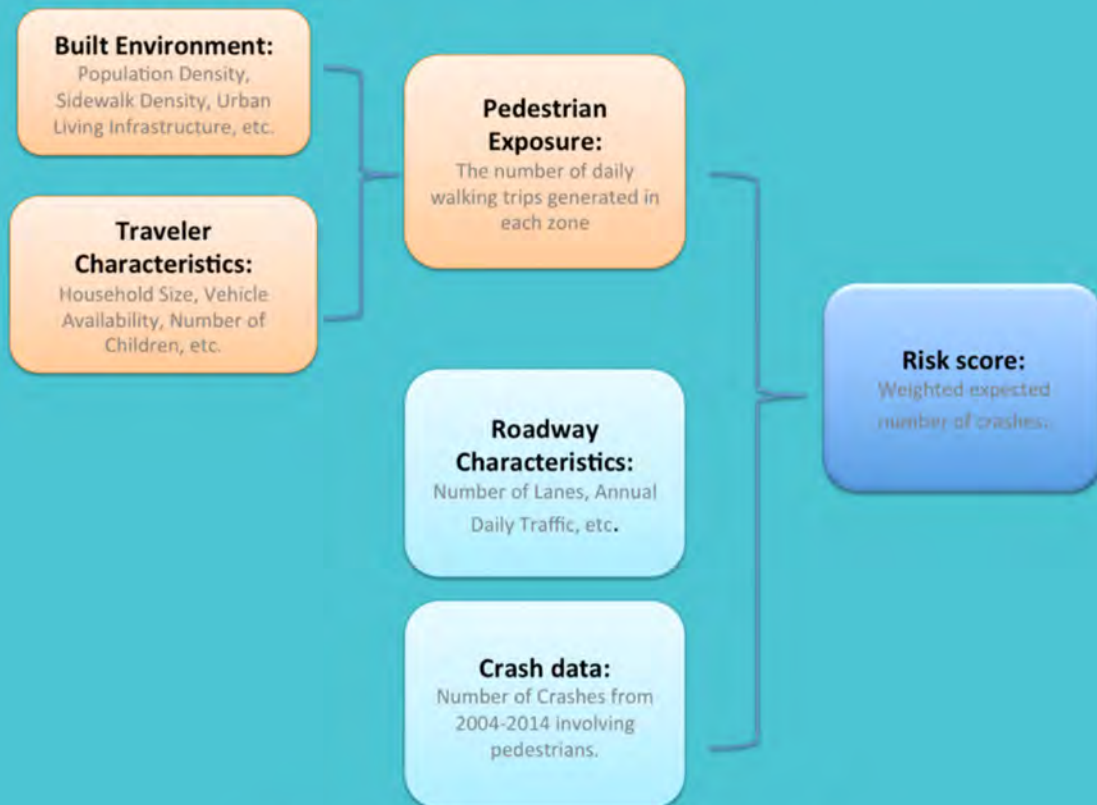 Built Environment:
Population Density,
Sidewalk Density, Urban
Living Infrastructure, etc.
Traveler
Characteristics:
Household Size, Vehicle
Availability, Number of
Children, etc.
Pedestrian
Exposure:
The number of daily
walking trips generated in
each zone
Roadway
Characteristics:
Number of Lanes, Annual
Daily Traffic, etc.
Crash data:
Number of Crashes from
2004-2014 involving
pedestrians.
Risk score:
Weighted expected
number of crashes.